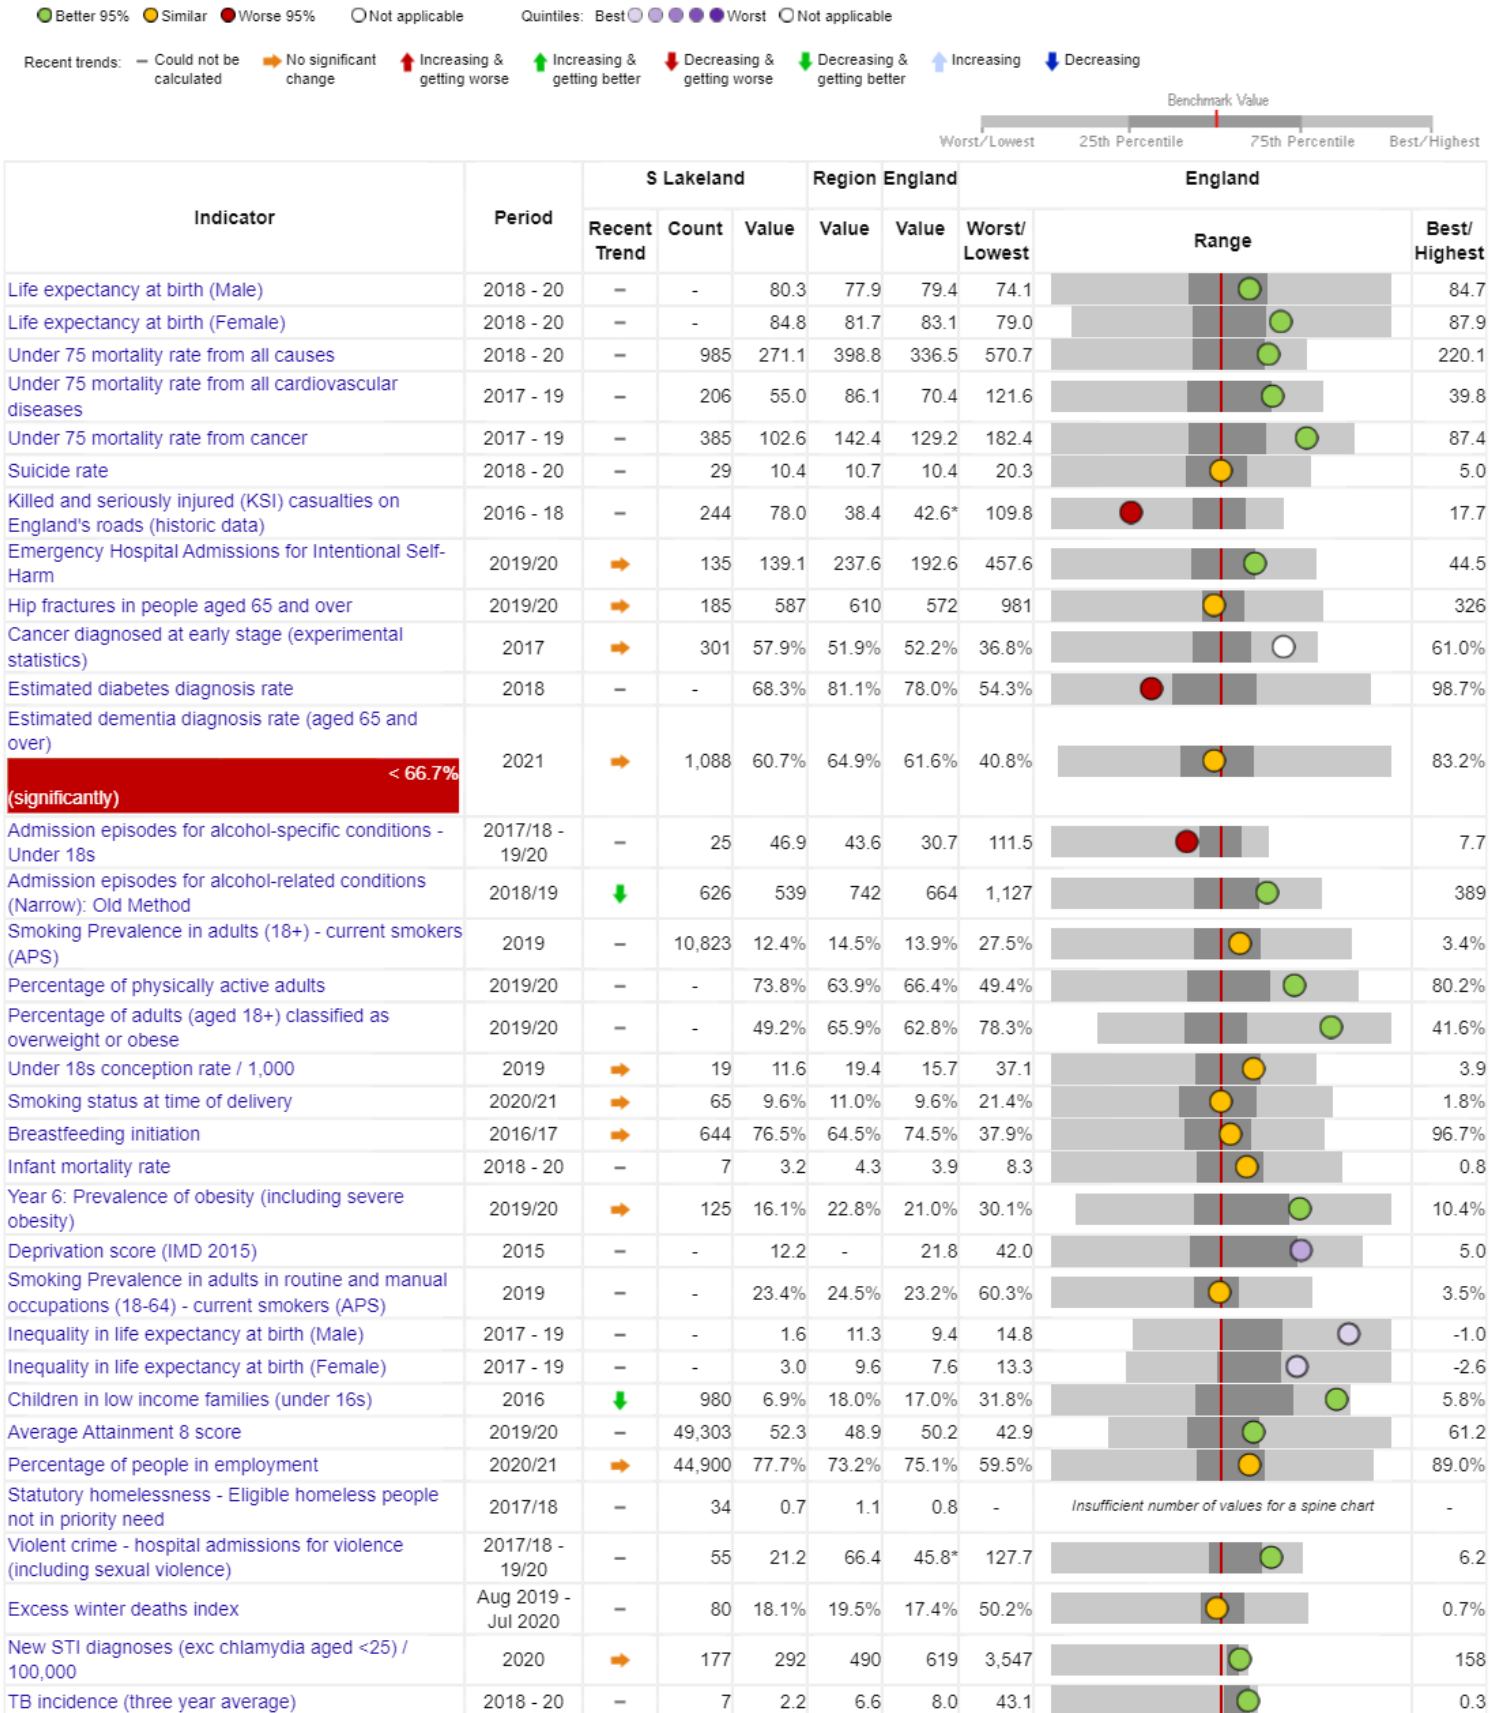 Better 95% Similar Worse 95% Not applicable Quintiles: Best Worst Not applicable
Recent trends: – Could not be calculated No significant change Increasing & getting worse Increasing & getting better Decreasing & getting worse Decreasing & getting better Increasing Decreasing
Benchmark Value
Worst/Lowest 25th Percentile 75th Percentile Best/Highest
S Lakeland Region England England
Indicator Period Recent Trend Count Value Value Value Worst/ Lowest Range Best/ Highest
Life expectancy at birth (Male) 2018 - 20 – - 80.3 77.9 79.4 74.1 84.7
Life expectancy at birth (Female) 2018 - 20 – - 84.8 81.7 83.1 79.0 87.9
Under 75 mortality rate from all causes 2018 - 20 – 985 271.1 398.8 336.5 570.7 220.1
Under 75 mortality rate from all cardiovascular diseases 2017 - 19 – 206 55.0 86.1 70.4 121.6 39.8
Under 75 mortality rate from cancer 2017 - 19 – 385 102.6 142.4 129.2 182.4 87.4
Suicide rate 2018 - 20 – 29 10.4 10.7 10.4 20.3 5.0
Killed and seriously injured (KSI) casualties on England's roads (historic data) 2016 - 18 – 244 78.0 38.4 42.6* 109.8 17.7
Emergency Hospital Admissions for Intentional Self-Harm 2019/20 135 139.1 237.6 192.6 457.6 44.5
Hip fractures in people aged 65 and over 2019/20 185 587 610 572 981 326
Cancer diagnosed at early stage (experimental statistics) 2017 301 57.9% 51.9% 52.2% 36.8% 61.0%
Estimated diabetes diagnosis rate 2018 – - 68.3% 81.1% 78.0% 54.3% 98.7%
Estimated dementia diagnosis rate (aged 65 and over) 2021 1,088 60.7% 64.9% 61.6% 40.8% 83.2%
< 66.7% (significantly)
Admission episodes for alcohol-specific conditions - Under 18s 2017/18 - 19/20 – 25 46.9 43.6 30.7 111.5 7.7
Admission episodes for alcohol-related conditions (Narrow): Old Method 2018/19 626 539 742 664 1,127 389
Smoking Prevalence in adults (18+) - current smokers (APS) 2019 – 10,823 12.4% 14.5% 13.9% 27.5% 3.4%
Percentage of physically active adults 2019/20 – - 73.8% 63.9% 66.4% 49.4% 80.2%
Percentage of adults (aged 18+) classified as overweight or obese 2019/20 – - 49.2% 65.9% 62.8% 78.3% 41.6%
Under 18s conception rate / 1,000 2019 19 11.6 19.4 15.7 37.1 3.9
Smoking status at time of delivery 2020/21 65 9.6% 11.0% 9.6% 21.4% 1.8%
Breastfeeding initiation 2016/17 644 76.5% 64.5% 74.5% 37.9% 96.7%
Infant mortality rate 2018 - 20 – 7 3.2 4.3 3.9 8.3 0.8
Year 6: Prevalence of obesity (including severe obesity) 2019/20 125 16.1% 22.8% 21.0% 30.1% 10.4%
Deprivation score (IMD 2015) 2015 – - 12.2 - 21.8 42.0 5.0
Smoking Prevalence in adults in routine and manual occupations (18-64) - current smokers (APS) 2019 – - 23.4% 24.5% 23.2% 60.3% 3.5%
Inequality in life expectancy at birth (Male) 2017 - 19 – - 1.6 11.3 9.4 14.8 -1.0
Inequality in life expectancy at birth (Female) 2017 - 19 – - 3.0 9.6 7.6 13.3 -2.6
Children in low income families (under 16s) 2016 980 6.9% 18.0% 17.0% 31.8% 5.8%
Average Attainment 8 score 2019/20 – 49,303 52.3 48.9 50.2 42.9 61.2
Percentage of people in employment 2020/21 44,900 77.7% 73.2% 75.1% 59.5% 89.0%
Statutory homelessness - Eligible homeless people not in priority need 2017/18 – 34 0.7 1.1 0.8 - Insufficient number of values for a spine chart -
Violent crime - hospital admissions for violence (including sexual violence) 2017/18 - 19/20 – 55 21.2 66.4 45.8* 127.7 6.2
Excess winter deaths index Aug 2019 - Jul 2020 – 80 18.1% 19.5% 17.4% 50.2% 0.7%
New STI diagnoses (exc chlamydia aged <25) / 100,000 2020 177 292 490 619 3,547 158
TB incidence (three year average) 2018 - 20 – 7 2.2 6.6 8.0 43.1 0.3